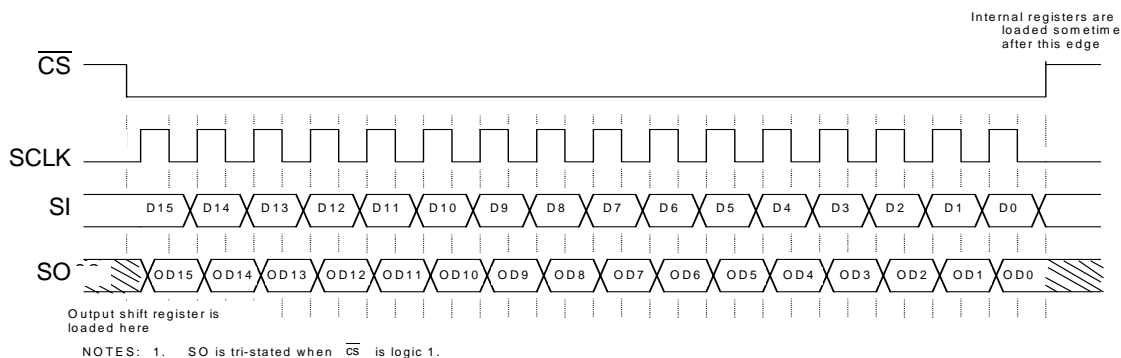 Internal registers are
loaded sometime
after this edge
CS
SCLK
SI
D15 D14 D13 D12 D11 D10 D9 D8 D7 D6 D5 D4 D3 D2 D1 D0
SO
OD15 OD14 OD13 OD12 OD11 OD10 OD9 OD8 OD7 OD6 OD5 OD4 OD3 OD2 OD1 OD0
Output shift register is
loaded here
NOTES: 1. SO is tri-stated when CS is logic 1.